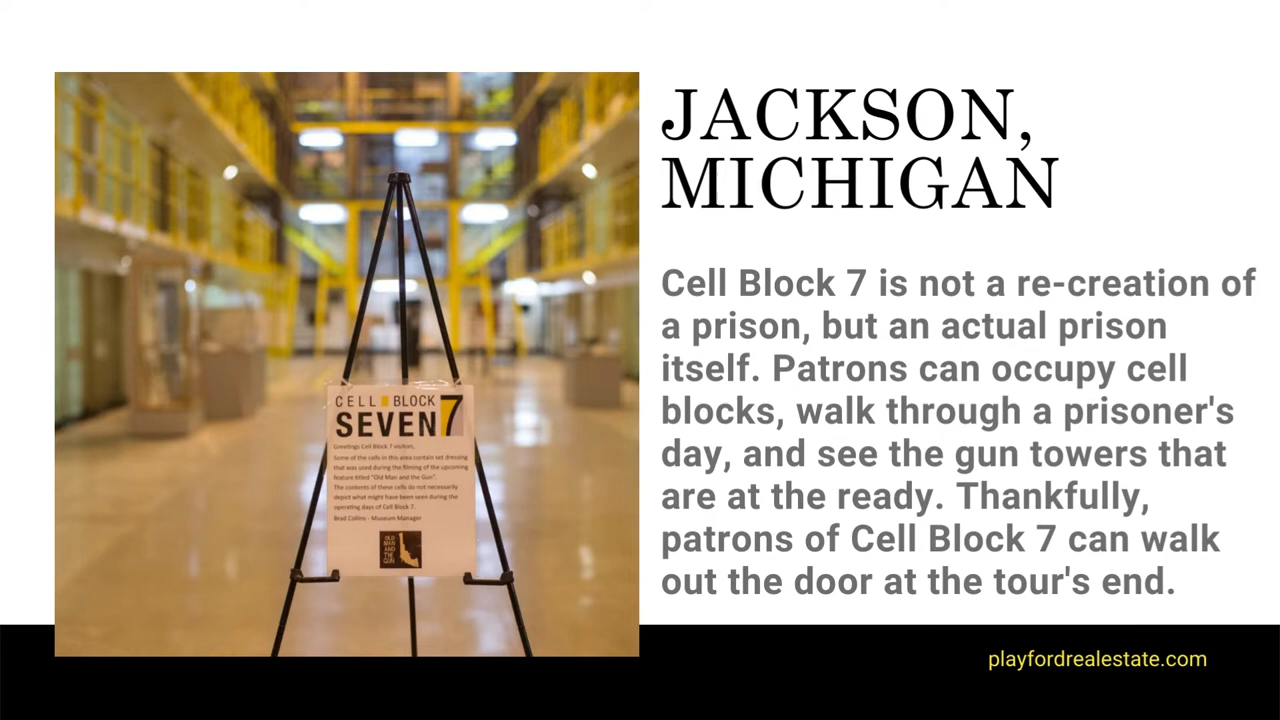 JACKSON,
MICHIGAN
Cell Block 7 is not a re-creation of
a prison, but an actual prison
itself. Patrons can occupy cell
blocks, walk through a prisoner's
day, and see the gun towers that
are at the ready. Thankfully,
patrons of Cell Block 7 can walk
out the door at the tour's end.
CELL BLOCK
SEVEN 7
Greetings Cell Block 7 visitors,
Some of the cells in this area contain set dressing
that was used during the filming of the upcoming
feature titled "Old Man and the Gun".
The contents of these cells do not necessarily
depict what might have been seen during the
operating days of Cell Block 7.
Brad Collins - Museum Manager
OLD
MAN
AND
THE
GUN
playfordrealestate.com